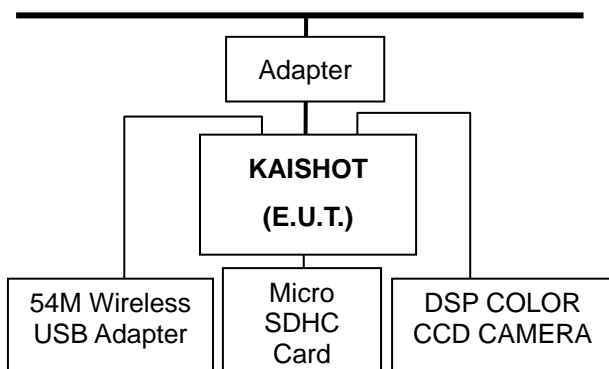 Adapter
KAISHOT
(E.U.T.)
54M Wireless
USB Adapter
Micro
SDHC
Card
DSP COLOR
CCD CAMERA